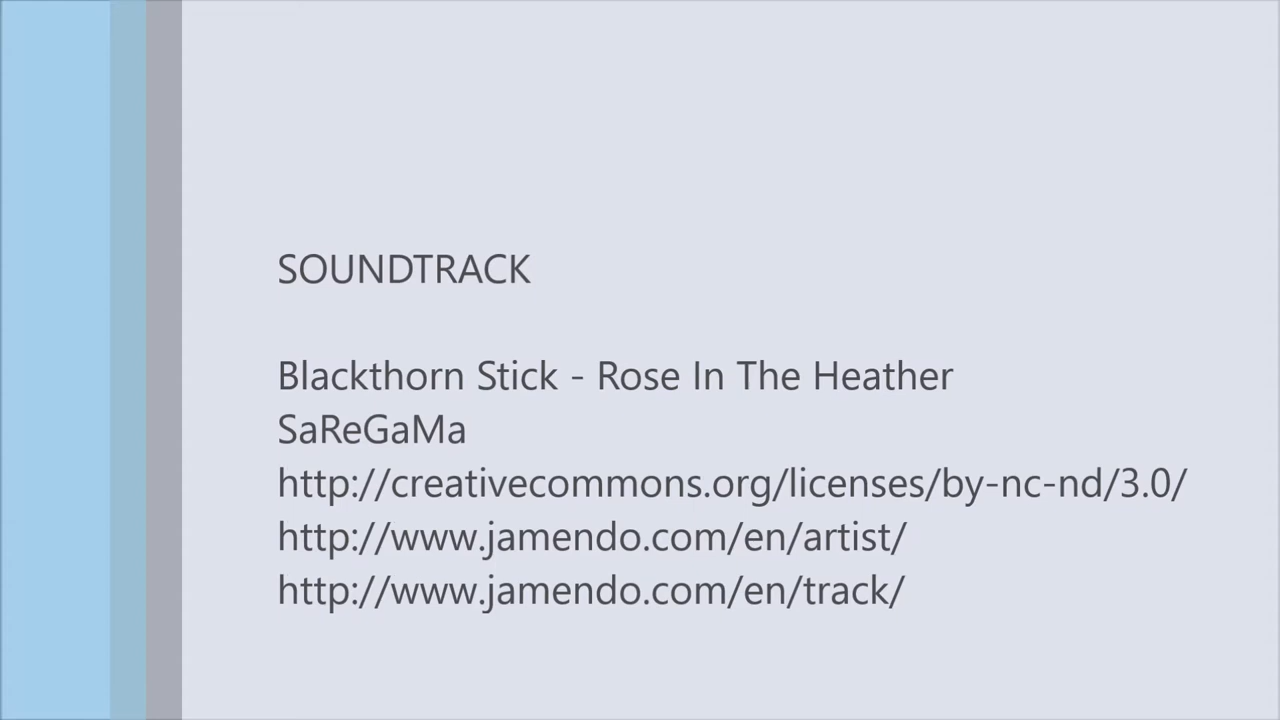 SOUNDTRACK
Blackthorn Stick - Rose In The Heather
SaReGaMa
http://creativecommons.org/licenses/by-nc-nd/3.0/
http://www.jamendo.com/en/artist/
http://www.jamendo.com/en/track/